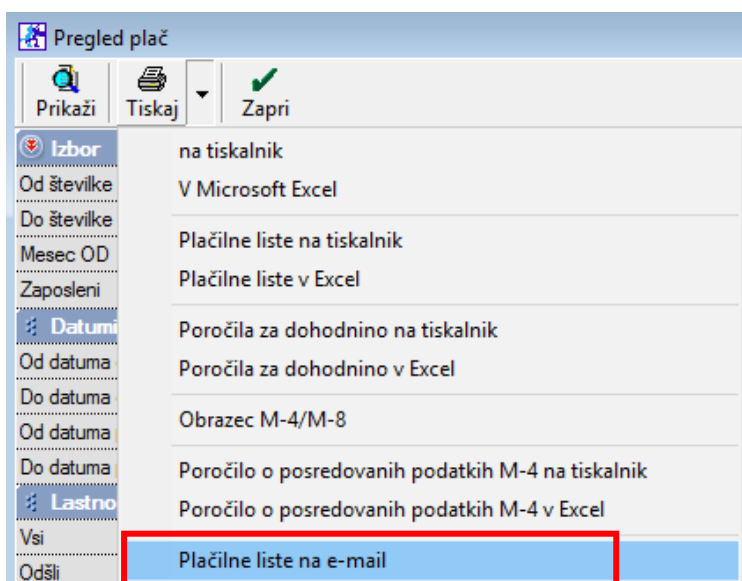 Pregled plač
Prikaži
Tiskaj
Zapri
Izbor
Od številke
Do številke
Mesec OD
Zaposleni
Datumi
Od datuma
Do datuma
Od datuma
Do datuma
Lastno
Vsi
Odšli
na tiskalnik
V Microsoft Excel
Plačilne liste na tiskalnik
Plačilne liste v Excel
Poročila za dohodnino na tiskalnik
Poročila za dohodnino v Excel
Obrazec M-4/M-8
Poročilo o posredovanih podatkih M-4 na tiskalnik
Poročilo o posredovanih podatkih M-4 v Excel
Plačilne liste na e-mail